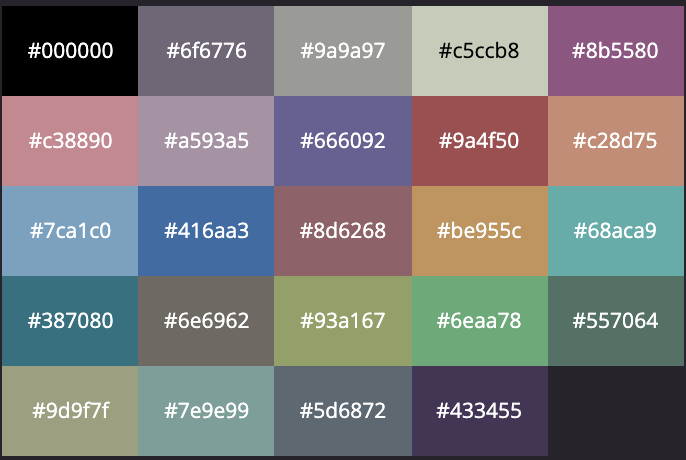 #000000 #6f6776 #9a9a97 #c5ccb8 #8b5580
#c38890 #a593a5 #666092 #9a4f50 #c28d75
#7ca1c0 #416aa3 #8d6268 #be955c #68aca9
#387080 #6e6962 #93a167 #6eaa78 #557064
#9d9f7f #7e9e99 #5d6872 #433455